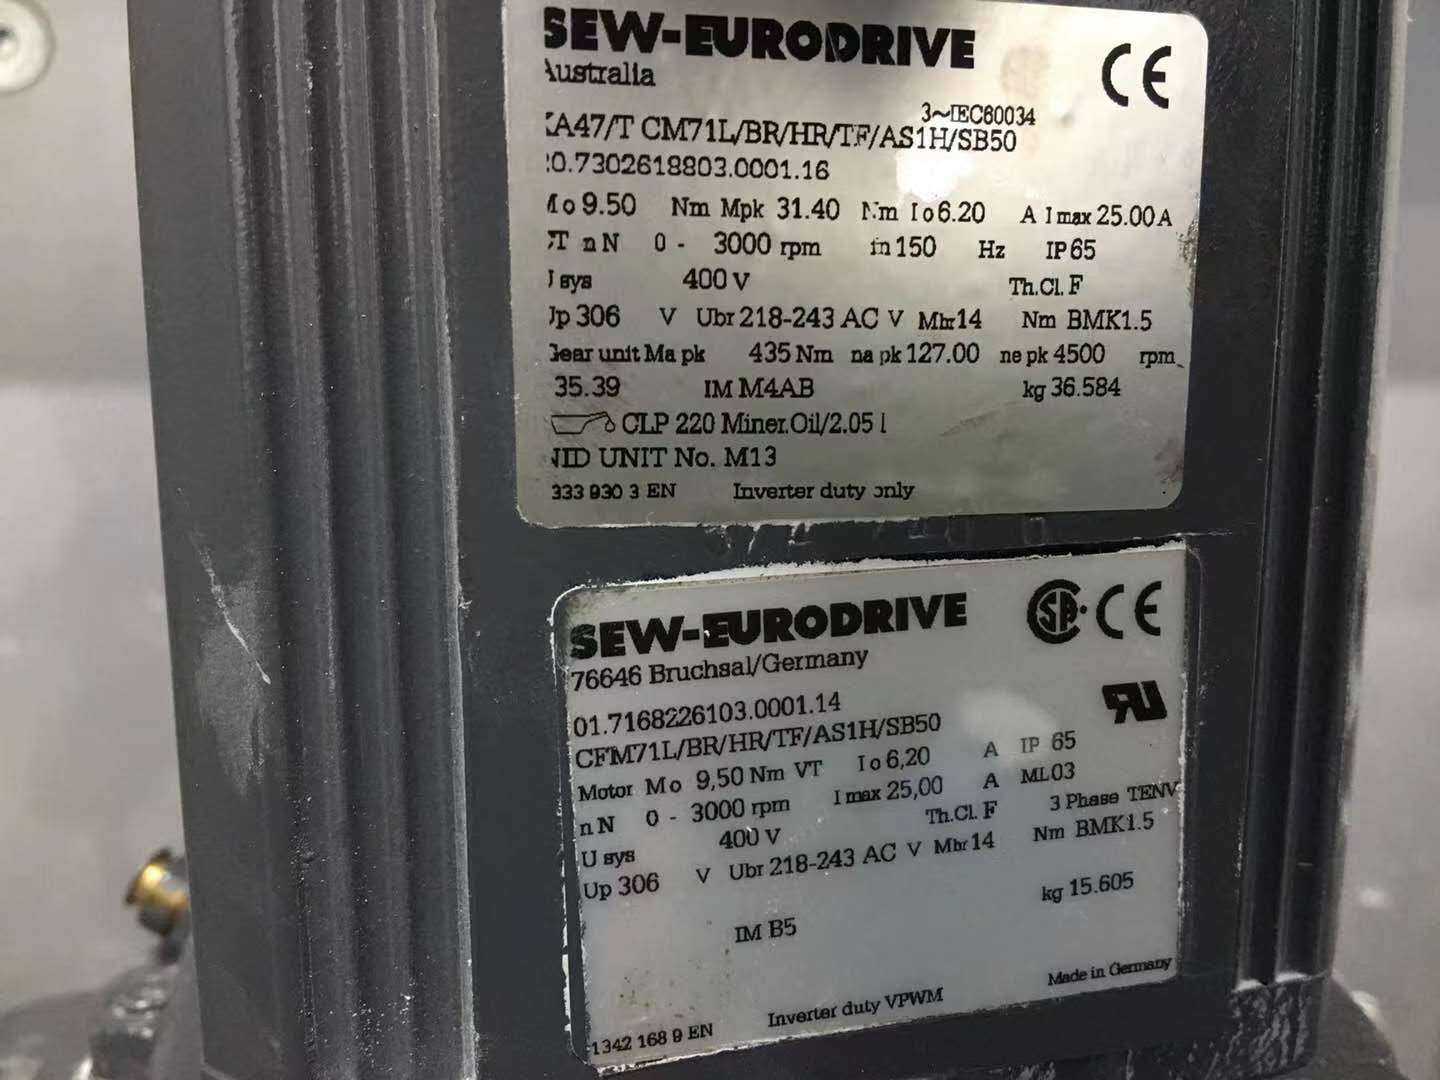 SEW-EURODRIVE
Australia
3~IEC60034
KA47/T CM71L/BR/HR/TF/AS1H/SB50
0.7302618803.0001.16
Mo 9.50 Nm Mpk 31.40 Nm Io 6.20 A Imax 25.00 A
nN 0 - 3000 rpm fn 150 Hz IP 65
U sys 400 V Th.Cl. F
Up 306 V Ubr 218-243 AC V Mbr 14 Nm BMK1.5
Gear unit Ma pk 435 Nm na pk 127.00 ne pk 4500 rpm
35.39 IM M4AB kg 36.584
CLP 220 Miner.Oil/2.05 l
UNIT No. M13
333 930 3 EN Inverter duty only
SEW-EURODRIVE
CSA CE
76646 Bruchsal/Germany
01.7168226103.0001.14
CFM71L/BR/HR/TF/AS1H/SB50
Motor Mo 9,50 Nm VT Io 6,20 A IP 65
nN 0 - 3000 rpm I max 25,00 A ML03
U sys 400 V Th.Cl. F 3 Phase TENV
Up 306 V Ubr 218-243 AC V Mbr 14 Nm BMK1.5
kg 15.605
IM B5
Made in Germany
1342 168 9 EN Inverter duty VPWM